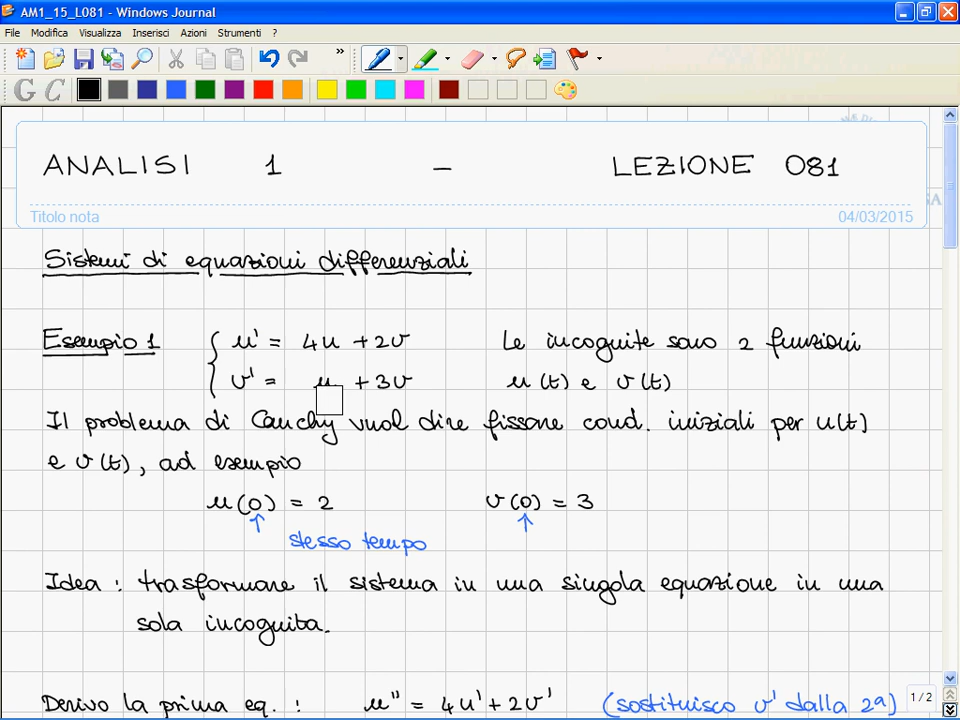 AM1_15_L081 - Windows Journal
File Modifica Visualizza Inserisci Azioni Strumenti ?
ANALISI 1 - LEZIONE 081
Titolo nota 04/03/2015
Sistemi di equazioni differenziali
Esempio 1 { u' = 4u + 2v Le incognite sono 2 funzioni
v' = u + 3v u(t) e v(t)
Il problema di Cauchy vuol dire fissare cond. iniziali per u(t)
e v(t), ad esempio
u(0) = 2 v(0) = 3
↑ stesso tempo ↑
Idea : trasformare il sistema in una singola equazione in una
sola incognita.
Derivo la prima eq. : u'' = 4u' + 2v' (sostituisco v' dalla 2ª)
1 / 2